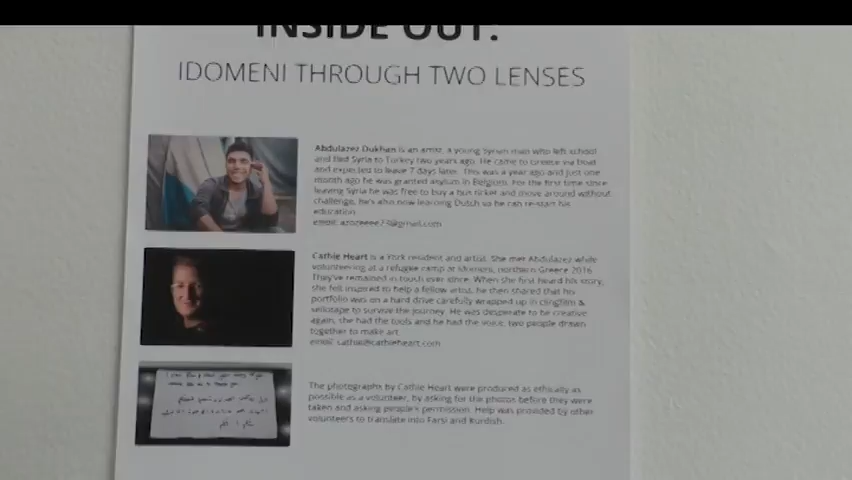 INSIDE OUT:
IDOMENI THROUGH TWO LENSES
Abdulazez Dukhan is an artist, a young Syrian man who left school
and fled Syria to Turkey two years ago. He came to Greece via boat
and expected to leave 7 days later. This was a year ago and just one
month ago he was granted asylum in Belgium. For the first time since
leaving Syria he was free to buy a bus ticket and move around without
challenge, he's also now learning Dutch so he can re-start his
education.
email:
Cathie Heart is a York resident and artist. She met Abdulazez while
volunteering at a refugee camp at Idomeni, northern Greece 2016.
They've remained in touch ever since. When she first heard his story,
she felt inspired to help a fellow artist, he then shared that his
portfolio was on a hard drive carefully wrapped up in clingfilm &
sellotape to survive the journey. He was desperate to be creative
again, she had the tools and he had the voice, two people drawn
together to make art.
email: cathie@cathieheart.com
The photographs by Cathie Heart were produced as ethically as
possible as a volunteer, by asking for the photos before they were
taken and asking people's permission. Help was provided by other
volunteers to translate into Farsi and Kurdish.